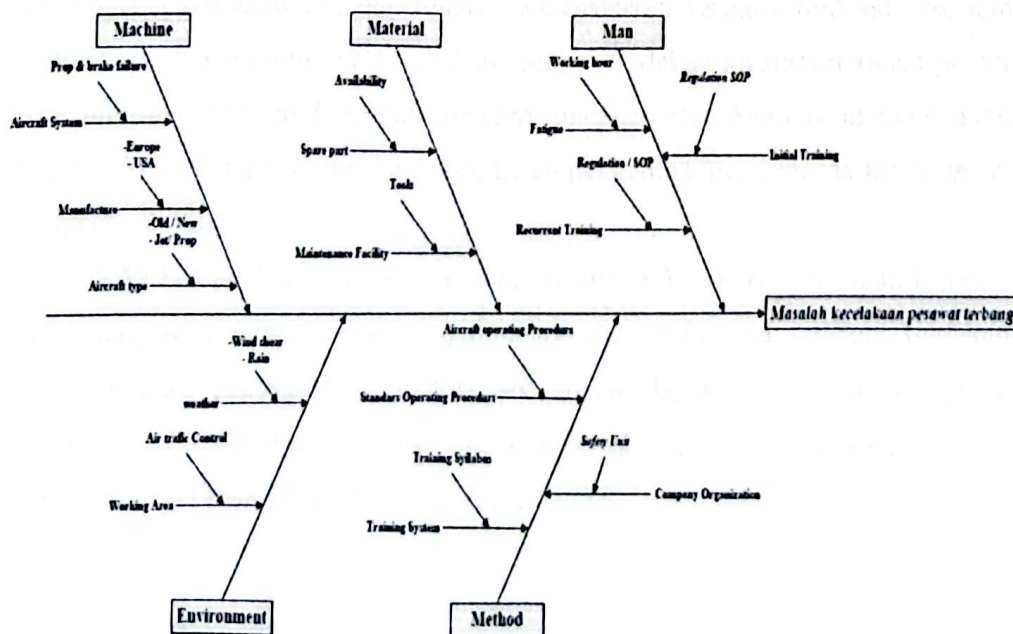 Machine
Material
Man
Prop & brake failure
Aircraft System
-Europe
- USA
Manufacture
-Old / New
- Jet/ Prop
Aircraft type
Availability
Spare part
Tools
Maintenance Facility
Working hour
Fatigue
Regulation SOP
Initial Training
Regulation / SOP
Recurrent Training
Masalah kecelakaan pesawat terbang
-Wind shear
- Rain
weather
Air trafic Control
Working Area
Environment
Aircraft operating Procedure
Standars Operating Procedurs
Training Syllabus
Training System
Safety Unit
Company Organization
Method